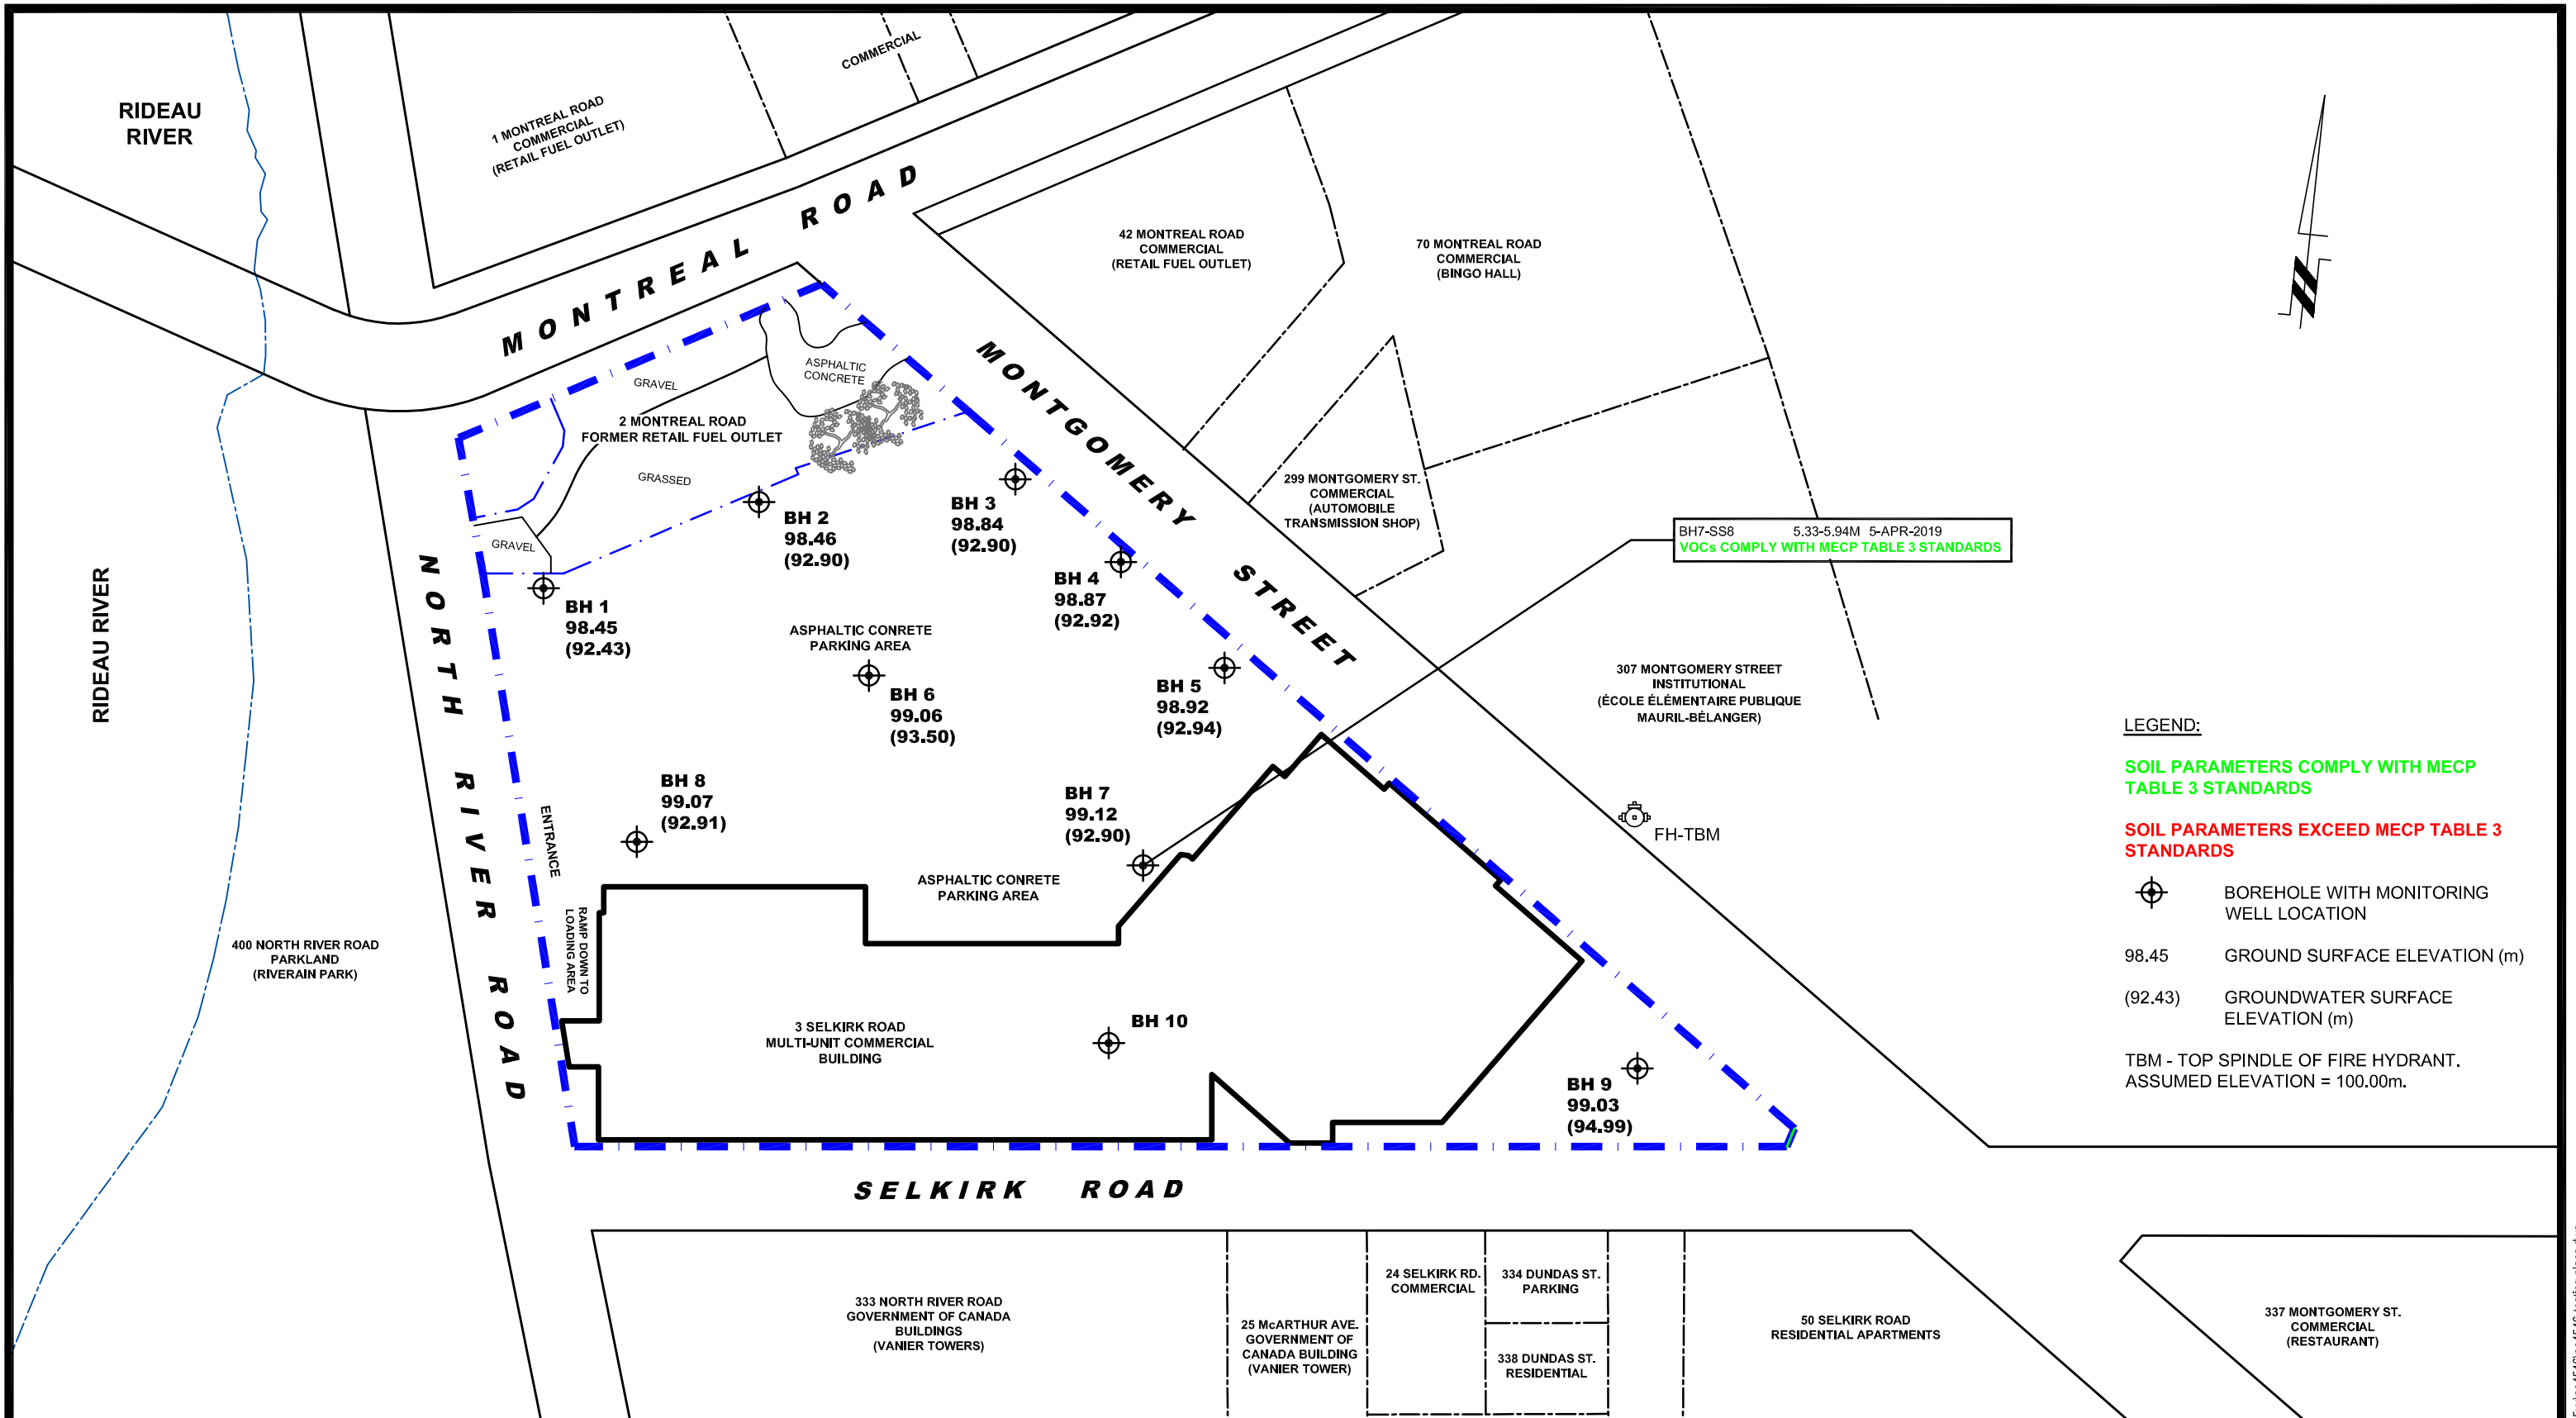 RIDEAU
RIVER
1 MONTREAL ROAD
COMMERCIAL
(RETAIL FUEL OUTLET)
COMMERCIAL
MONTREAL ROAD
42 MONTREAL ROAD
COMMERCIAL
(RETAIL FUEL OUTLET)
70 MONTREAL ROAD
COMMERCIAL
(BINGO HALL)
GRAVEL
ASPHALTIC
CONCRETE
2 MONTREAL ROAD
FORMER RETAIL FUEL OUTLET
GRASSED
GRAVEL
MONTGOMERY STREET
299 MONTGOMERY ST.
COMMERCIAL
(AUTOMOBILE
TRANSMISSION SHOP)
BH7-SS8 5.33-5.94M 5-APR-2019
VOCs COMPLY WITH MECP TABLE 3 STANDARDS
BH 1
98.45
(92.43)
BH 2
98.46
(92.90)
BH 3
98.84
(92.90)
BH 4
98.87
(92.92)
BH 5
98.92
(92.94)
ASPHALTIC CONRETE
PARKING AREA
BH 6
99.06
(93.50)
BH 8
99.07
(92.91)
BH 7
99.12
(92.90)
RIDEAU RIVER
NORTH RIVER ROAD
ENTRANCE
RAMP DOWN TO
LOADING AREA
ASPHALTIC CONRETE
PARKING AREA
307 MONTGOMERY STREET
INSTITUTIONAL
(ÉCOLE ÉLÉMENTAIRE PUBLIQUE
MAURIL-BÉLANGER)
FH-TBM
400 NORTH RIVER ROAD
PARKLAND
(RIVERAIN PARK)
3 SELKIRK ROAD
MULTI-UNIT COMMERCIAL
BUILDING
BH 10
BH 9
99.03
(94.99)
SELKIRK ROAD
333 NORTH RIVER ROAD
GOVERNMENT OF CANADA
BUILDINGS
(VANIER TOWERS)
25 McARTHUR AVE.
GOVERNMENT OF
CANADA BUILDING
(VANIER TOWER)
24 SELKIRK RD.
COMMERCIAL
334 DUNDAS ST.
PARKING
338 DUNDAS ST.
RESIDENTIAL
50 SELKIRK ROAD
RESIDENTIAL APARTMENTS
337 MONTGOMERY ST.
COMMERCIAL
(RESTAURANT)
LEGEND:
SOIL PARAMETERS COMPLY WITH MECP
TABLE 3 STANDARDS
SOIL PARAMETERS EXCEED MECP TABLE 3
STANDARDS
BOREHOLE WITH MONITORING
WELL LOCATION
98.45 GROUND SURFACE ELEVATION (m)
(92.43) GROUNDWATER SURFACE
ELEVATION (m)
TBM - TOP SPINDLE OF FIRE HYDRANT.
ASSUMED ELEVATION = 100.00m.